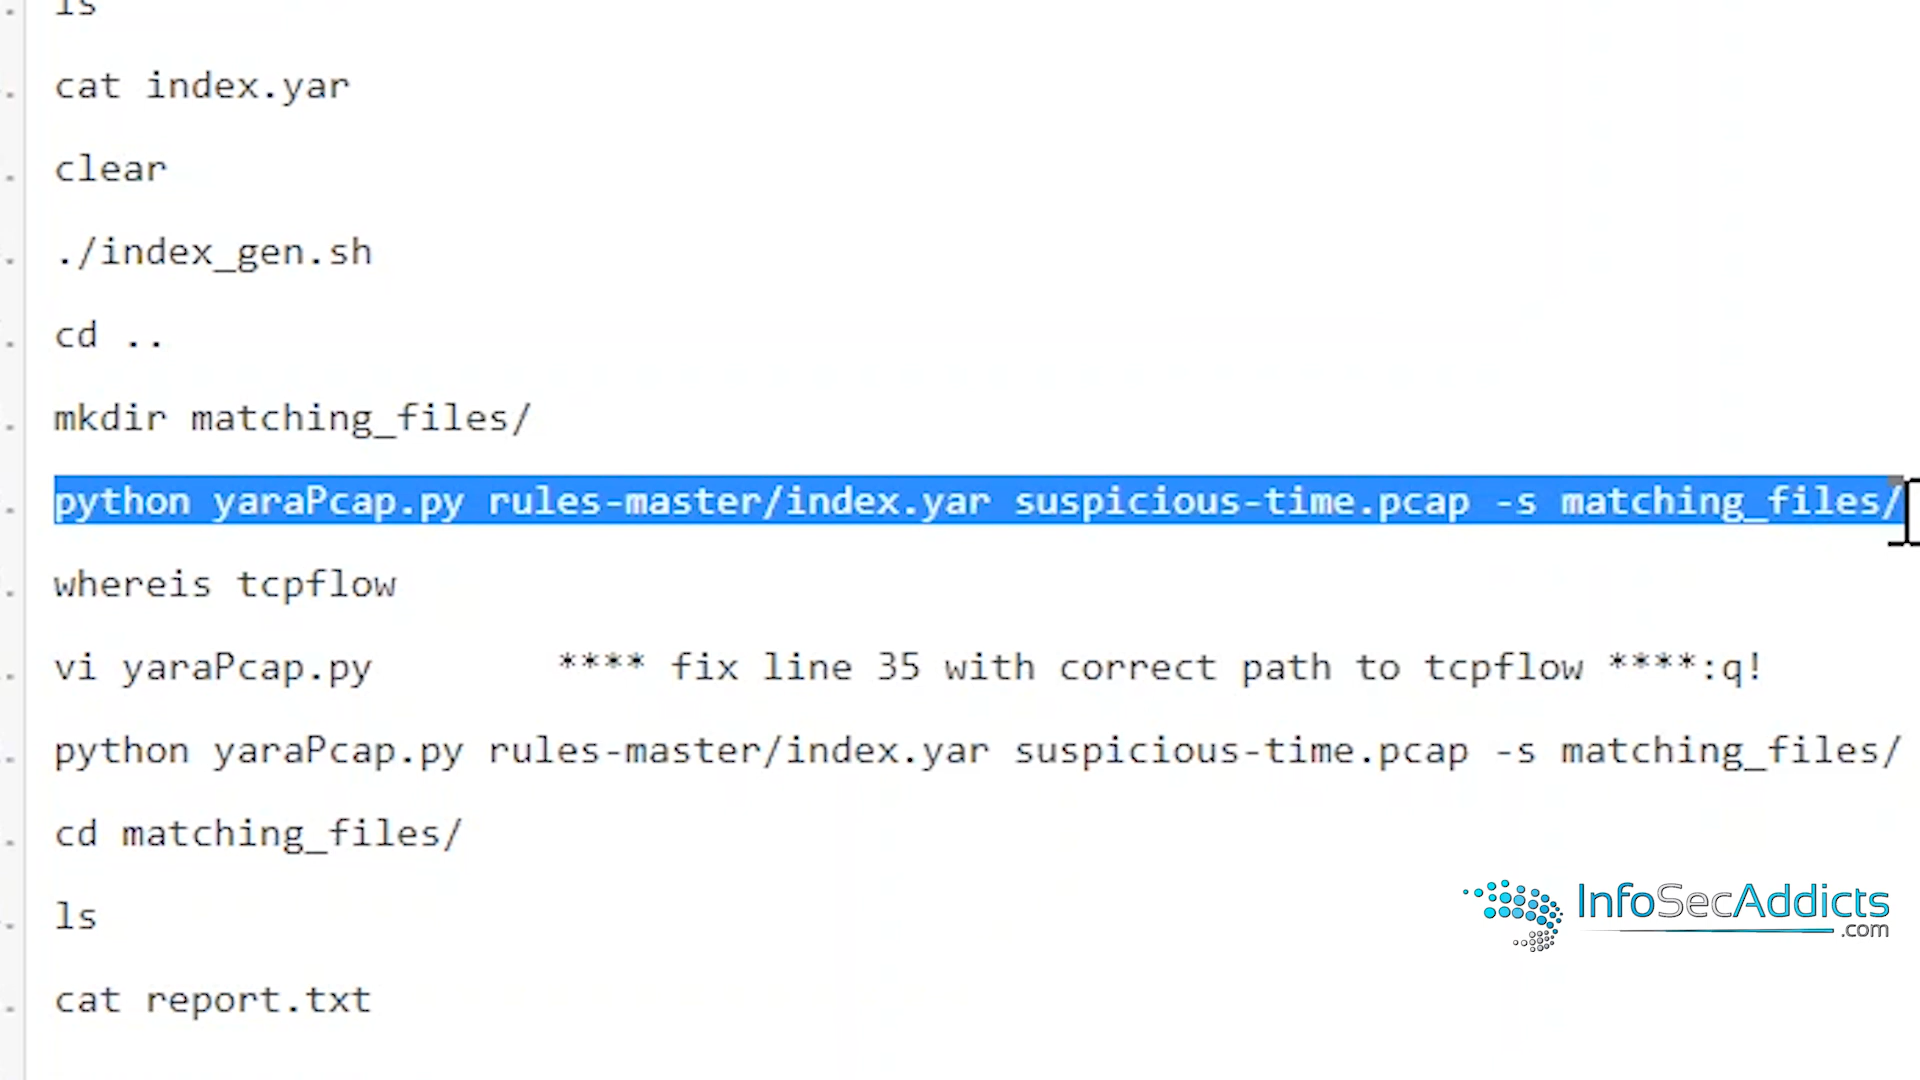 ls
cat index.yar
clear
./index_gen.sh
cd ..
mkdir matching_files/
python yaraPcap.py rules-master/index.yar suspicious-time.pcap -s matching_files/
whereis tcpflow
vi yaraPcap.py **** fix line 35 with correct path to tcpflow ****:q!
python yaraPcap.py rules-master/index.yar suspicious-time.pcap -s matching_files/
cd matching_files/
ls
cat report.txt
InfoSecAddicts
.com